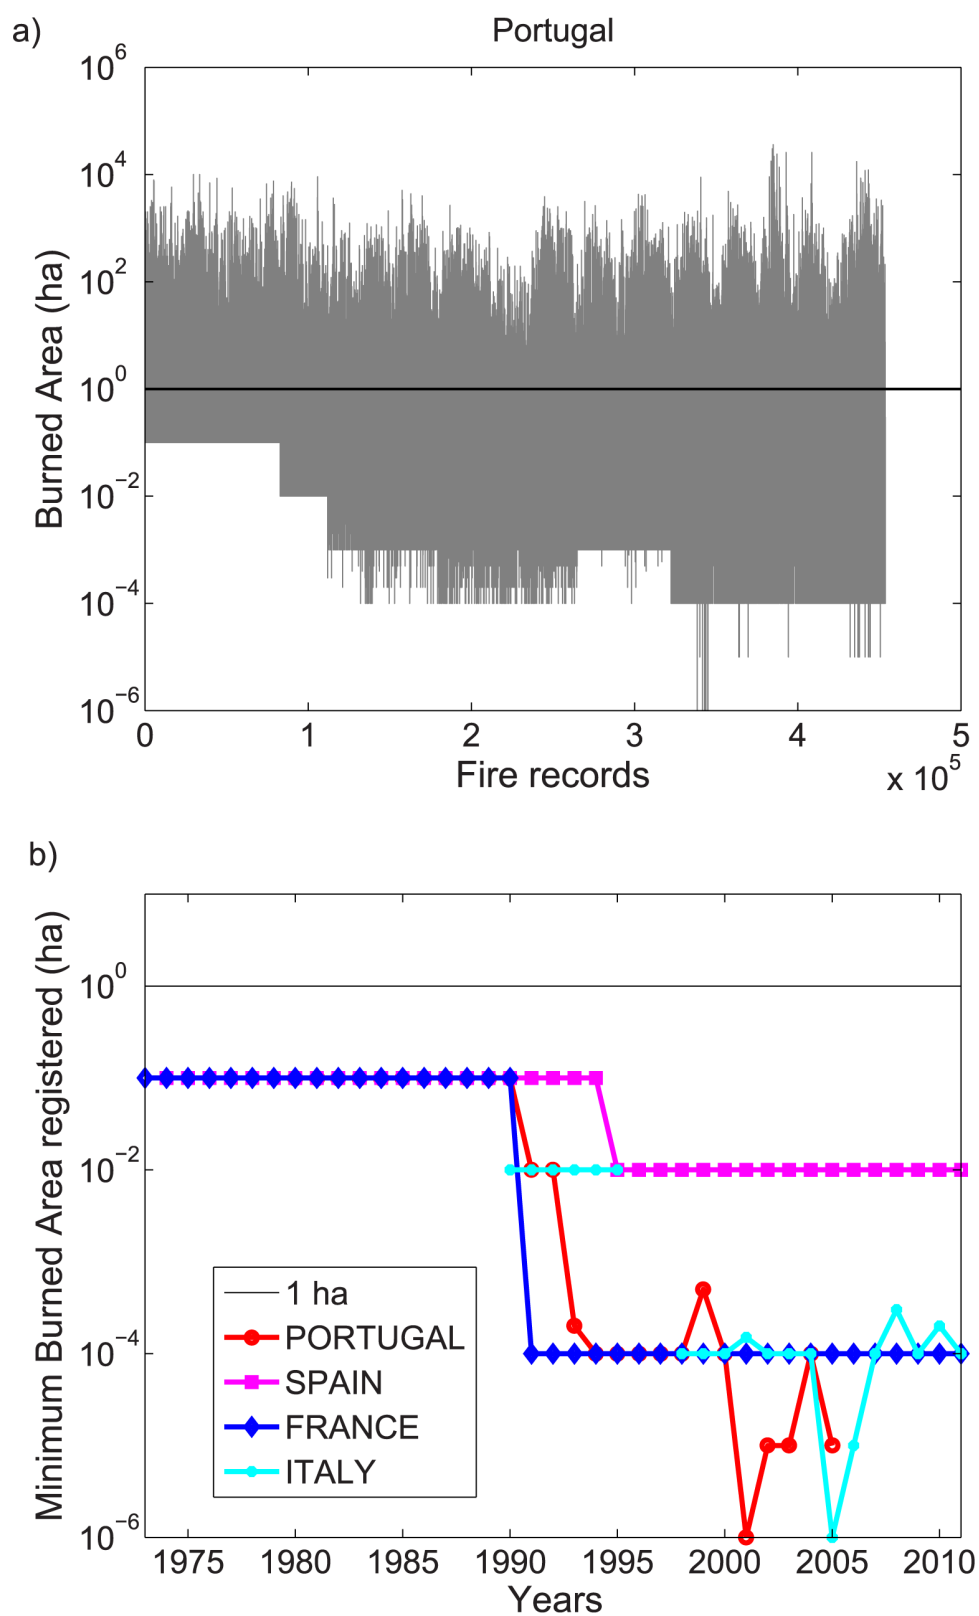 a)
Portugal
10^6
10^4
10^2
10^0
10^−2
10^−4
10^−6
Burned Area (ha)
0 1 2 3 4 5
Fire records
x 10^5
b)
10^0
10^−2
10^−4
10^−6
Minimum Burned Area registered (ha)
1 ha
PORTUGAL
SPAIN
FRANCE
ITALY
1975 1980 1985 1990 1995 2000 2005 2010
Years